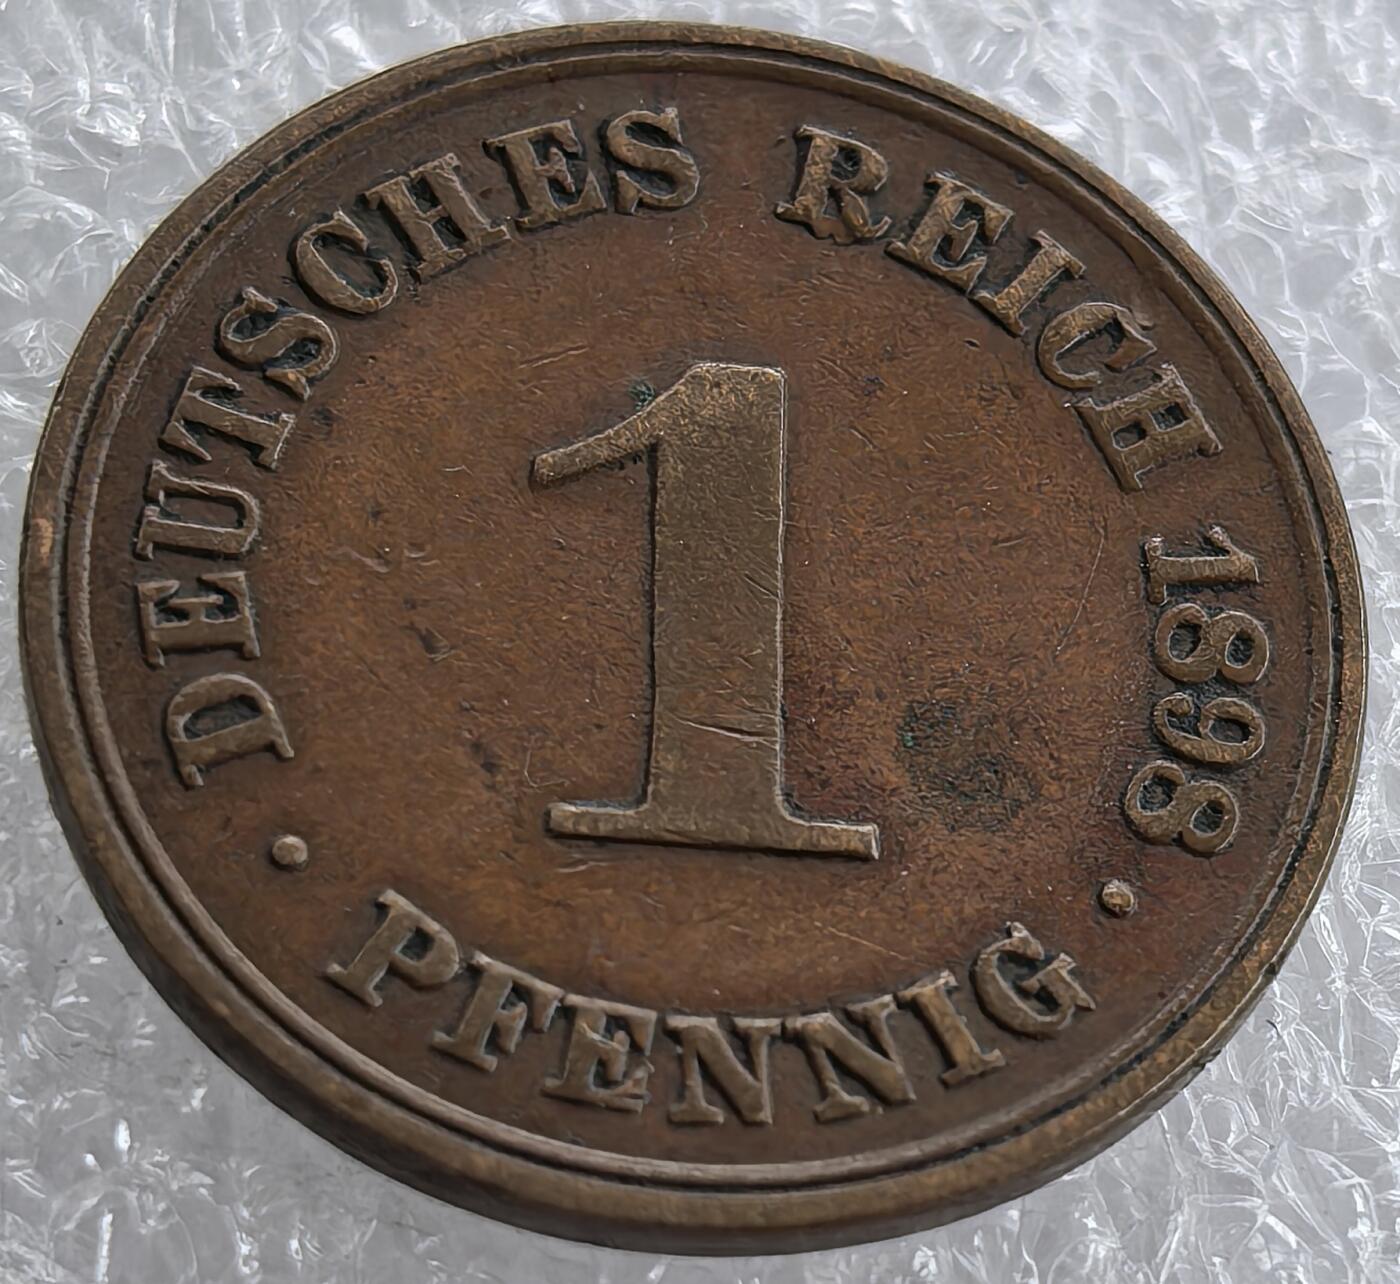 DEUTSCHES REICH 1898
1
· PFENNIG ·